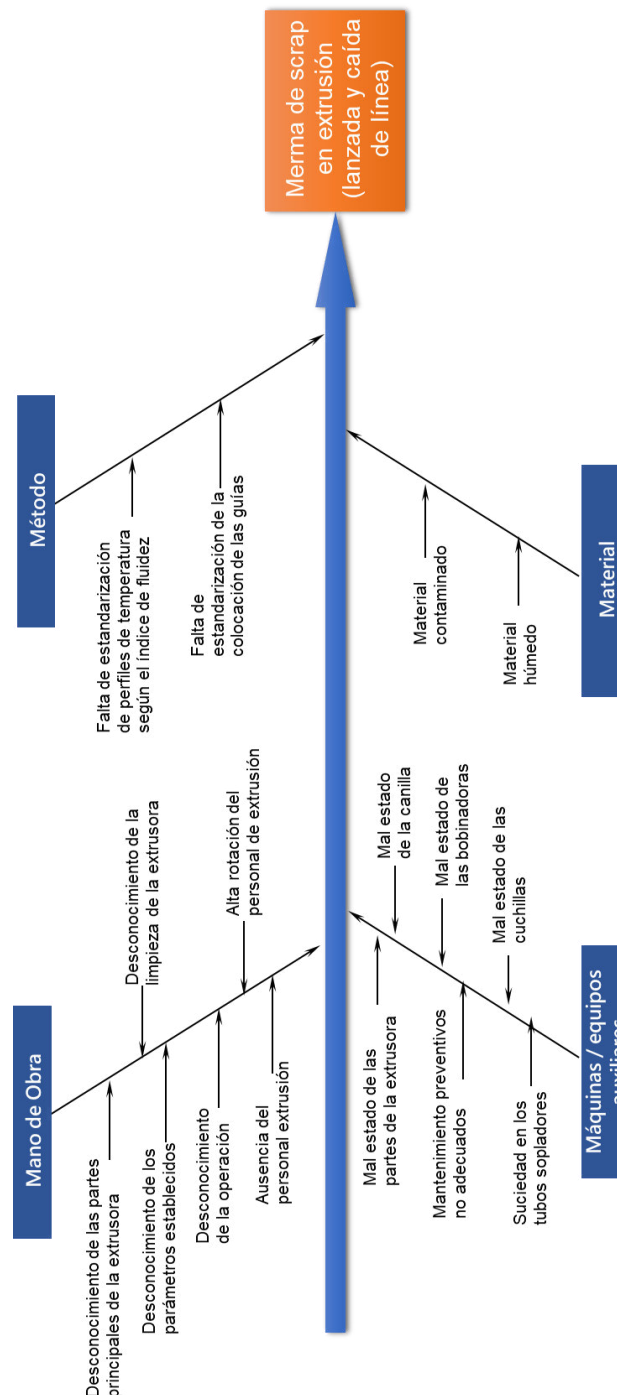 Mano de Obra
Desconocimiento de las partes
principales de la extrusora
Desconocimiento de la
limpieza de la extrusora
Desconocimiento de los
parámetros establecidos
Desconocimiento
de la operación
Alta rotación del
personal de extrusión
Ausencia del
personal extrusión
Método
Falta de estandarización
de perfiles de temperatura
según el índice de fluidez
Falta de
estandarización de la
colocación de las guías
Merma de scrap
en extrusión
(lanzada y caída
de línea)
Mal estado de las
partes de la extrusora
Mal estado
de la canilla
Mantenimiento preventivos
no adecuados
Mal estado de
las bobinadoras
Mal estado de las
cuchillas
Suciedad en los
tubos sopladores
Máquinas / equipos
Material
contaminado
Material
húmedo
Material